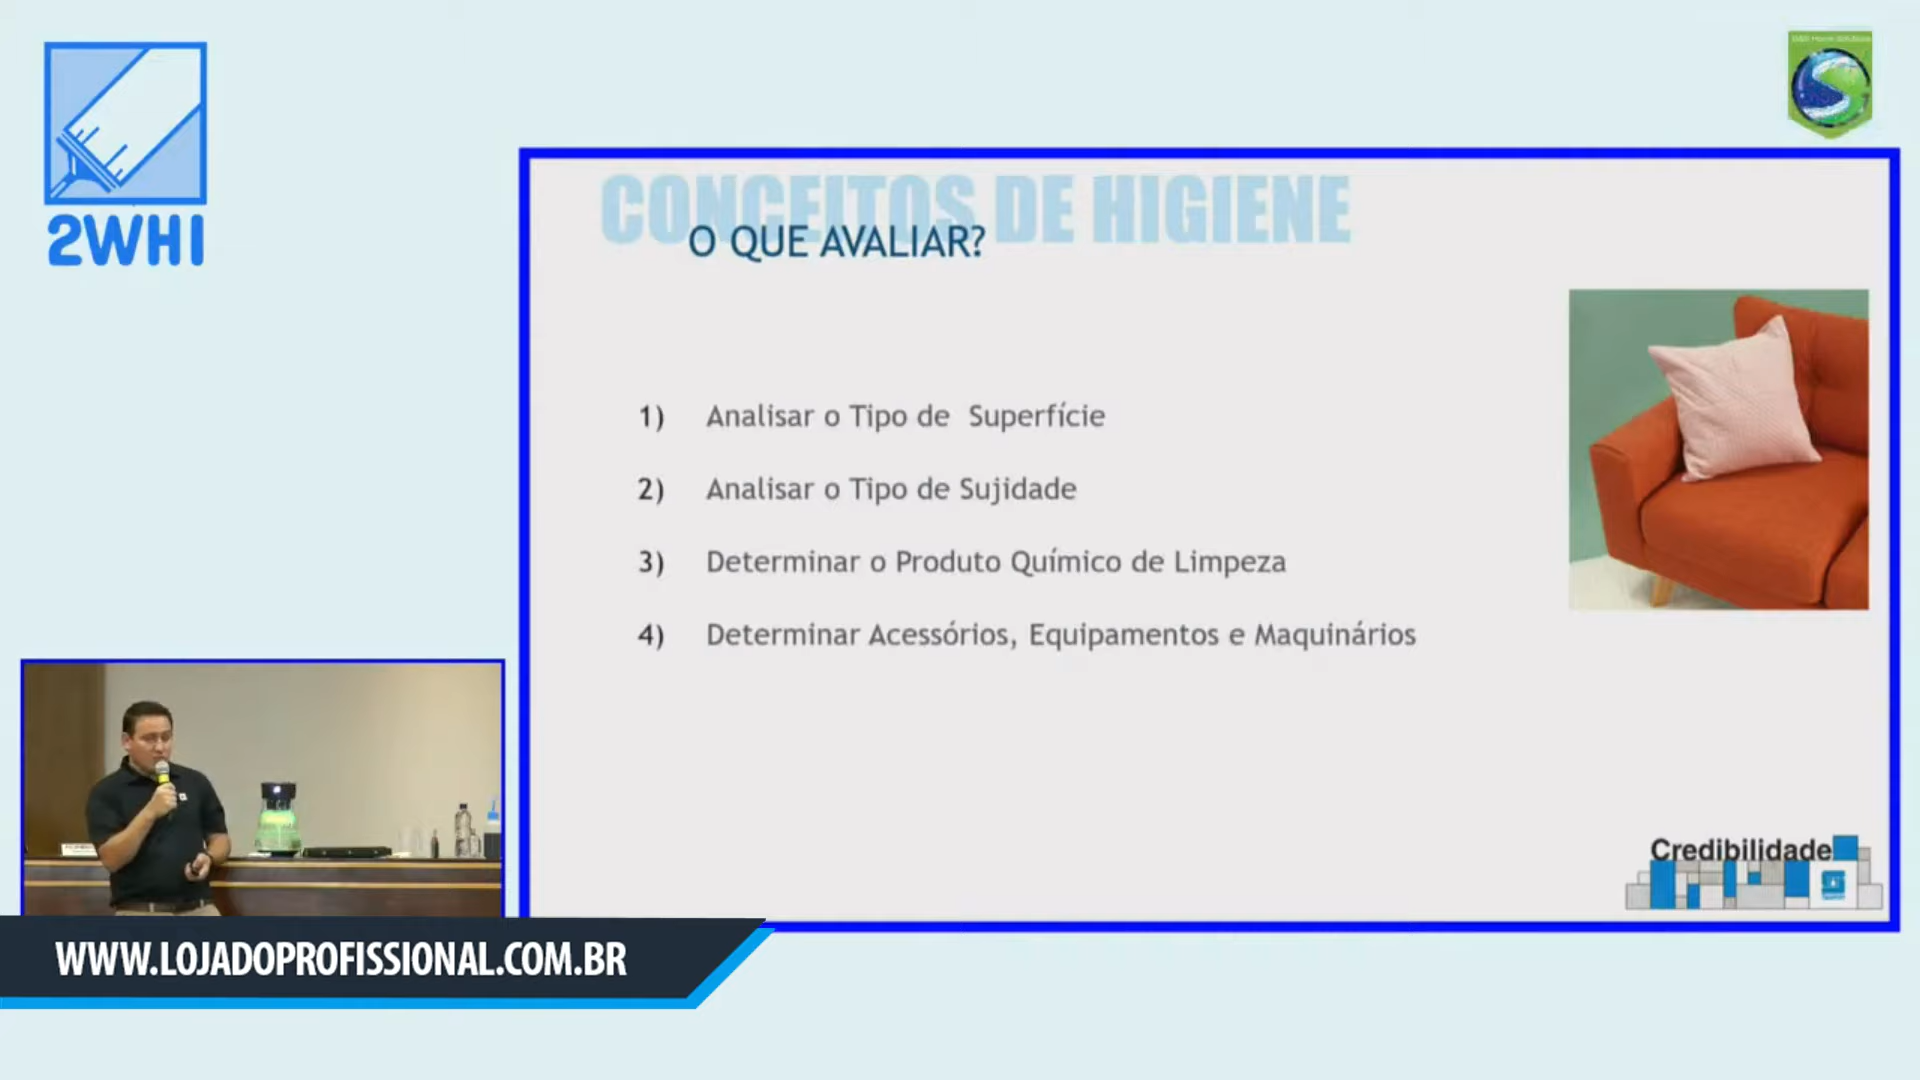 2WHI
CONCEITOS DE HIGIENE
O QUE AVALIAR?
1) Analisar o Tipo de Superfície
2) Analisar o Tipo de Sujidade
3) Determinar o Produto Químico de Limpeza
4) Determinar Acessórios, Equipamentos e Maquinários
Credibilidade
WWW.LOJADOPROFISSIONAL.COM.BR